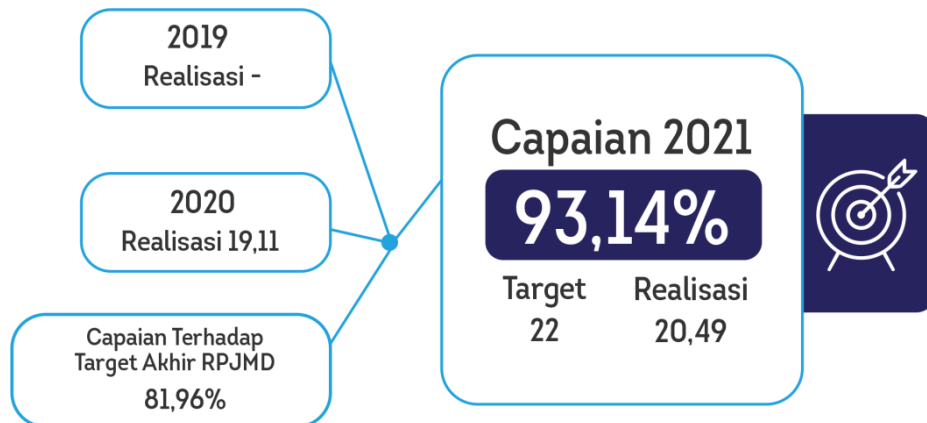 2019
Realisasi -
2020
Realisasi 19,11
Capaian Terhadap
Target Akhir RPJMD
81,96%
Capaian 2021
93,14%
Target
22
Realisasi
20,49